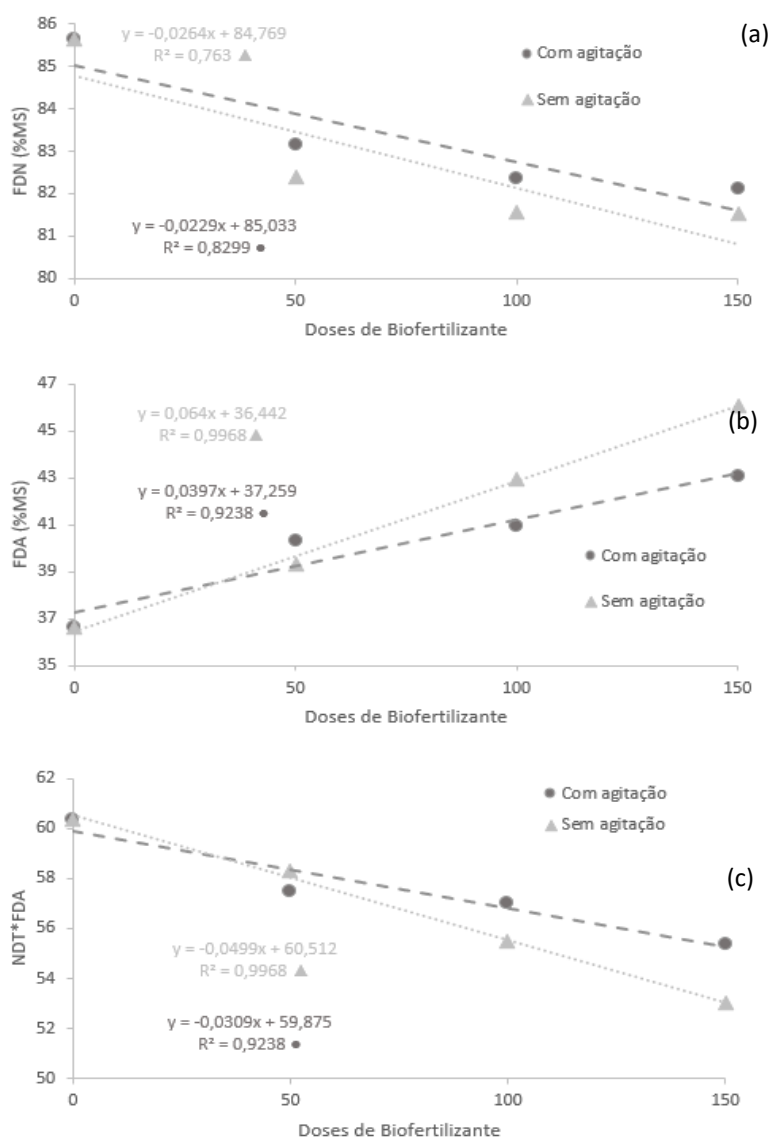 (a)
86
85
84
83
82
81
80
FDN (%MS)
y = -0,0264x + 84,769
R² = 0,763
Com agitação
Sem agitação
y = -0,0229x + 85,033
R² = 0,8299
0 50 100 150
Doses de Biofertilizante
(b)
47
45
43
41
39
37
35
FDA (%MS)
y = 0,064x + 36,442
R² = 0,9968
y = 0,0397x + 37,259
R² = 0,9238
Com agitação
Sem agitação
0 50 100 150
Doses de Biofertilizante
(c)
62
60
58
56
54
52
50
NDT*FDA
Com agitação
Sem agitação
y = -0,0499x + 60,512
R² = 0,9968
y = -0,0309x + 59,875
R² = 0,9238
0 50 100 150
Doses de Biofertilizante